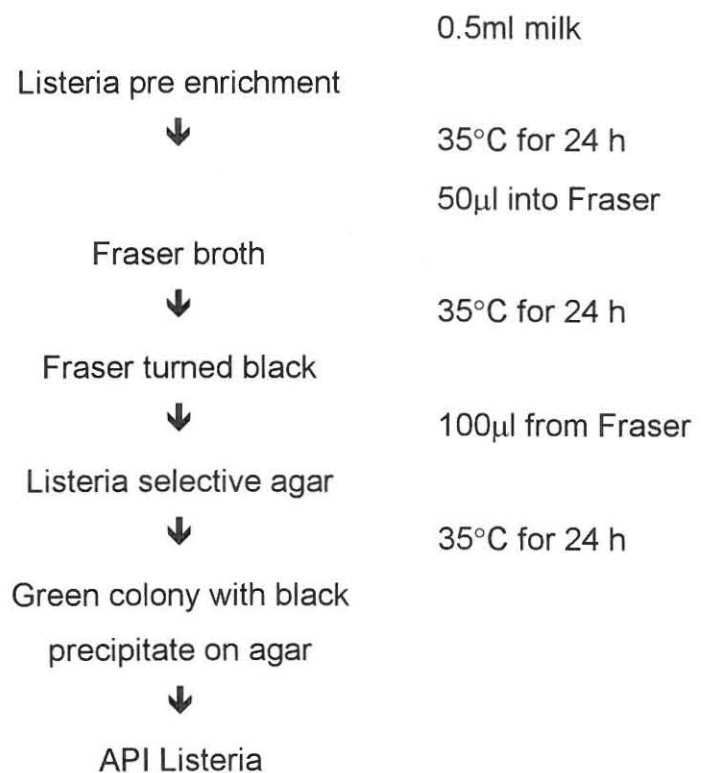 0.5ml milk
Listeria pre enrichment
35°C for 24 h
50µl into Fraser
Fraser broth
35°C for 24 h
Fraser turned black
100µl from Fraser
Listeria selective agar
35°C for 24 h
Green colony with black
precipitate on agar
API Listeria